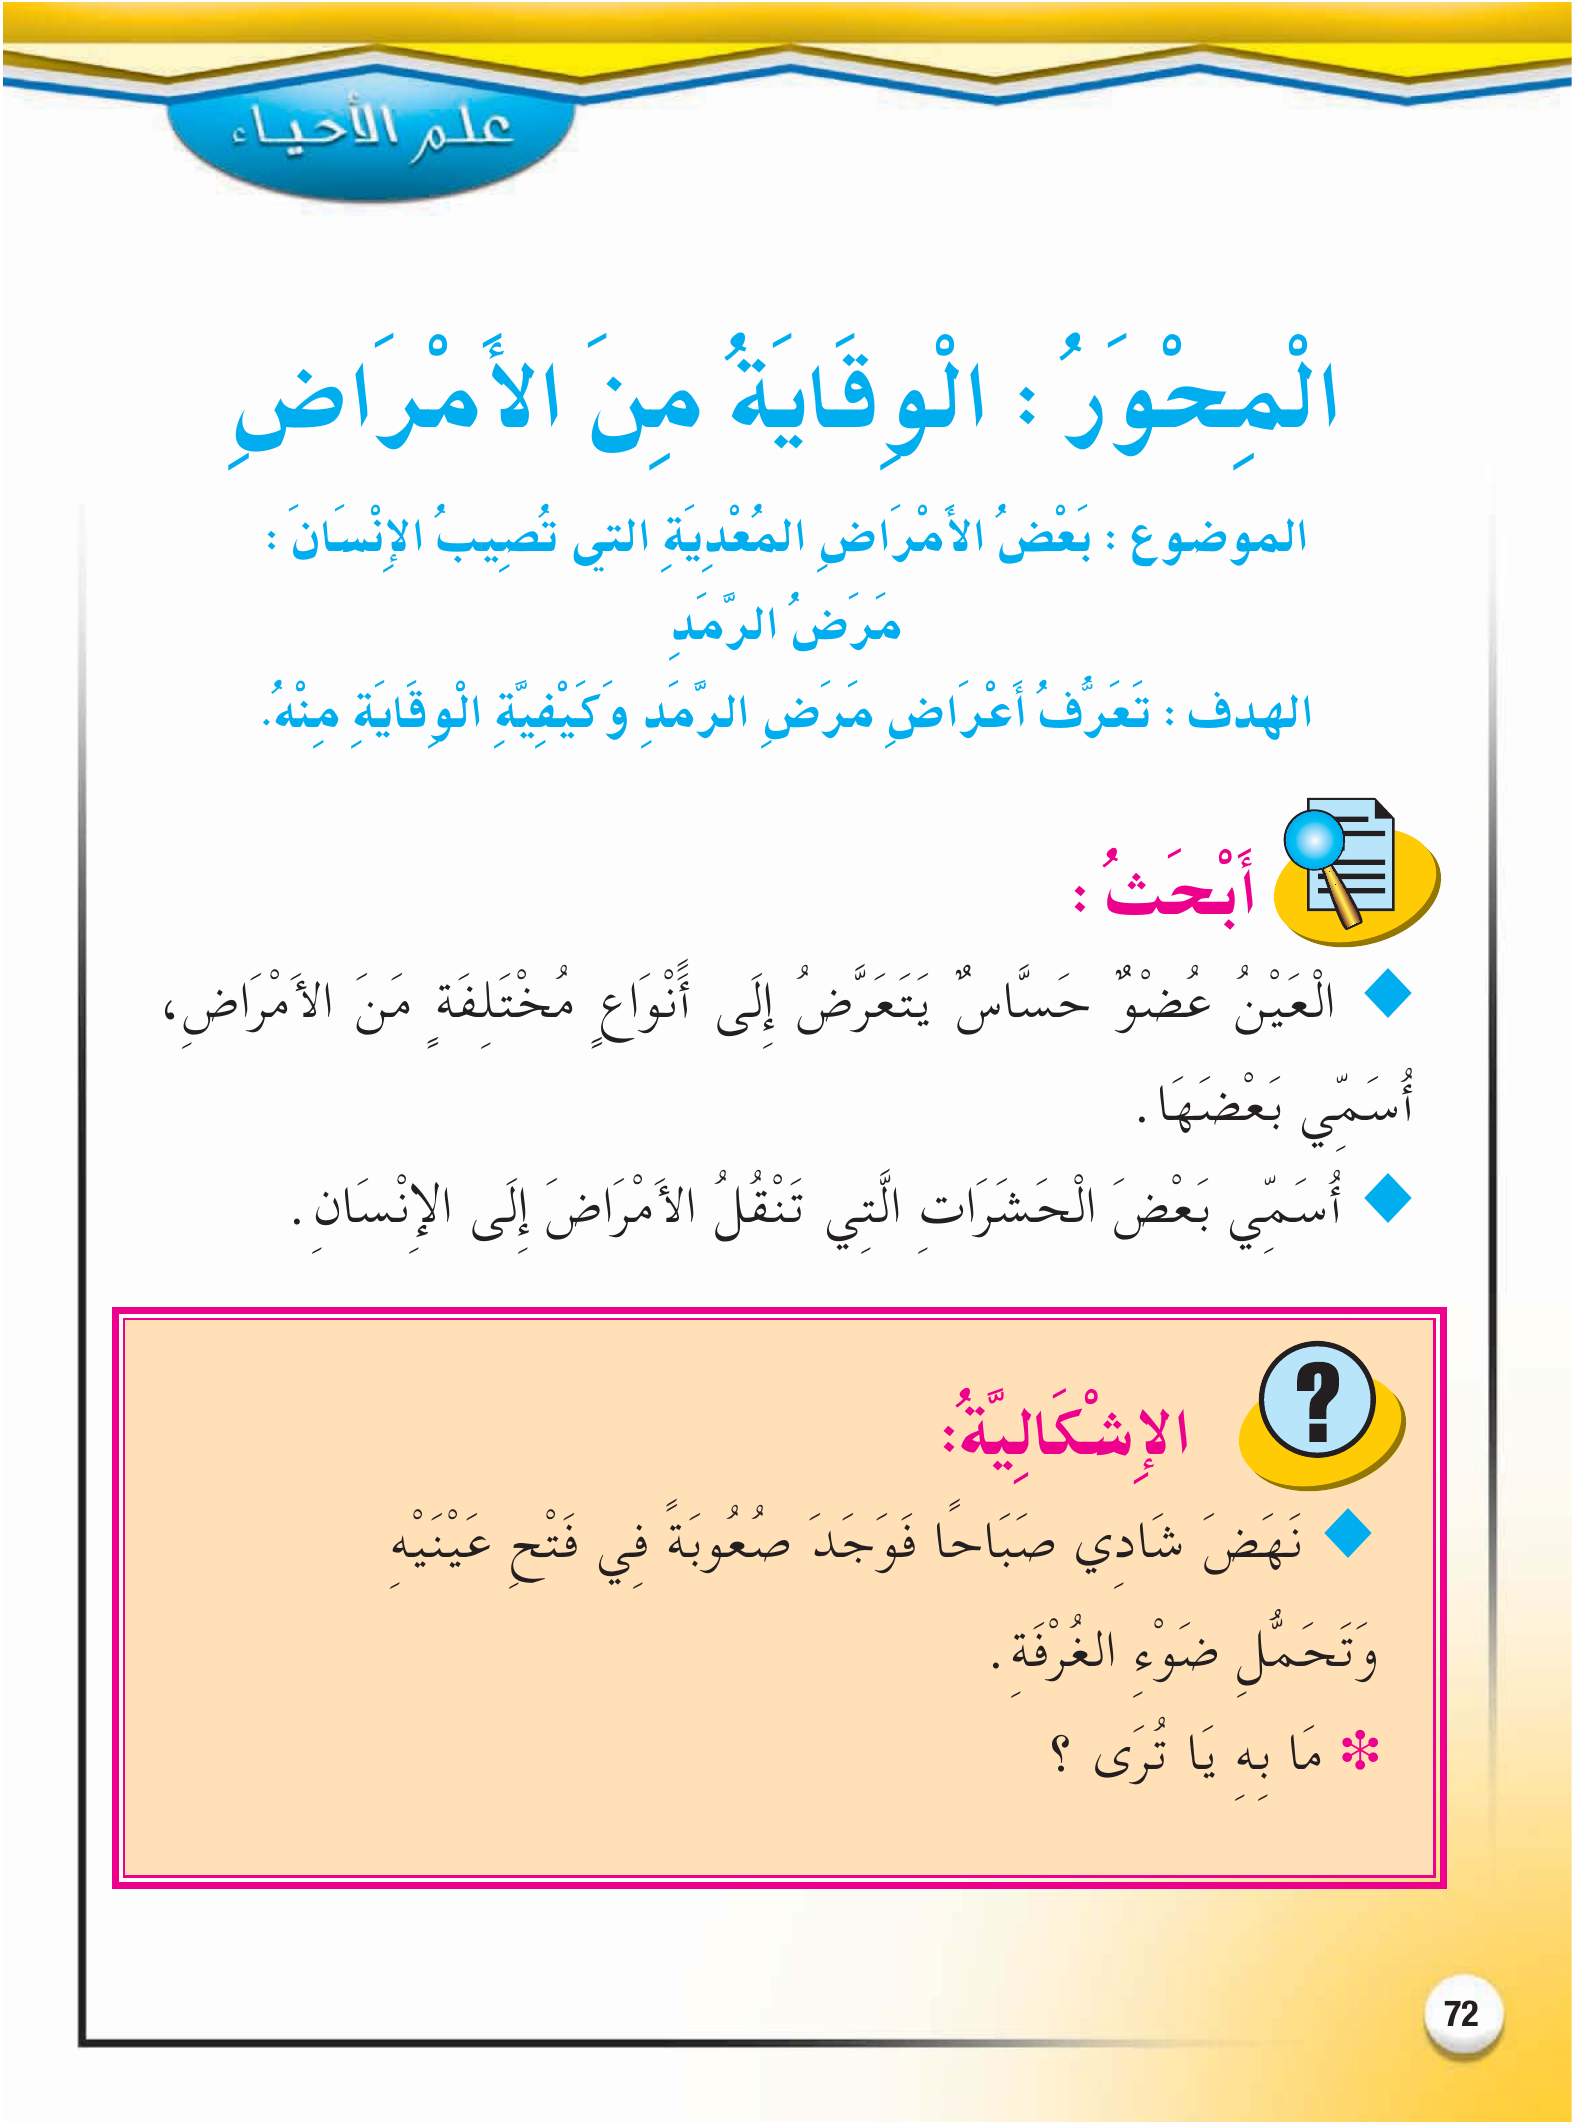 علم الأحياء
الْمِحْوَرُ : الْوِقَايَةُ مِنَ الأَمْرَاضِ
الموضوع : بَعْضُ الأَمْرَاضِ المُعْدِيَةِ التي تُصِيبُ الإِنْسَانَ :
مَرَضُ الرَّمَدِ
الهدف : تَعَرُّفُ أَعْرَاضِ مَرَضِ الرَّمَدِ وَكَيْفِيَّةِ الْوِقَايَةِ مِنْهُ.
أَبْحَثُ :
الْعَيْنُ عُضْوٌ حَسَّاسٌ يَتَعَرَّضُ إِلَى أَنْوَاعٍ مُخْتَلِفَةٍ مَنَ الأَمْرَاضِ،
أُسَمِّي بَعْضَهَا .
أُسَمِّي بَعْضَ الْحَشَرَاتِ الَّتِي تَنْقُلُ الأَمْرَاضَ إِلَى الإِنْسَانِ .
?
الإِشْكَالِيَّةُ:
نَهَضَ شَادِي صَبَاحًا فَوَجَدَ صُعُوبَةً فِي فَتْحِ عَيْنَيْهِ
وَتَحَمُّلِ ضَوْءِ الغُرْفَةِ .
مَا بِهِ يَا تُرَى ؟
72